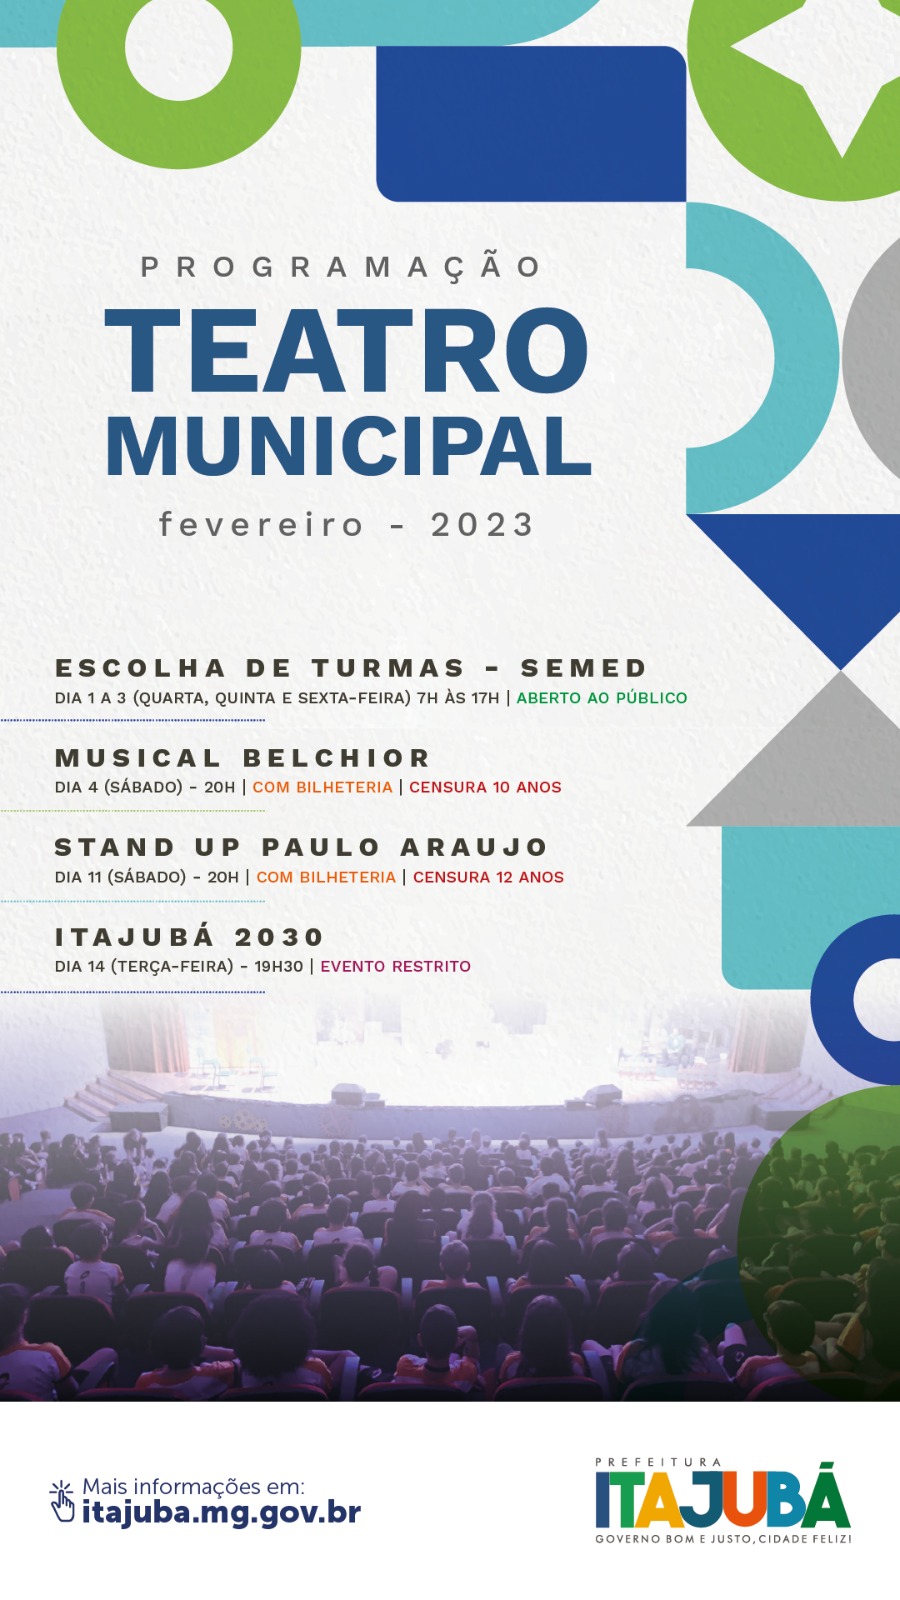 PROGRAMAÇÃO
TEATRO
MUNICIPAL
fevereiro - 2023
ESCOLHA DE TURMAS - SEMED
DIA 1 A 3 (QUARTA, QUINTA E SEXTA-FEIRA) 7H ÀS 17H | ABERTO AO PÚBLICO
MUSICAL BELCHIOR
DIA 4 (SÁBADO) - 20H | COM BILHETERIA | CENSURA 10 ANOS
STAND UP PAULO ARAUJO
DIA 11 (SÁBADO) - 20H | COM BILHETERIA | CENSURA 12 ANOS
ITAJUBÁ 2030
DIA 14 (TERÇA-FEIRA) - 19H30 | EVENTO RESTRITO
Mais informações em:
itajuba.mg.gov.br
PREFEITURA
ITAJUBÁ
GOVERNO BOM E JUSTO, CIDADE FELIZ!